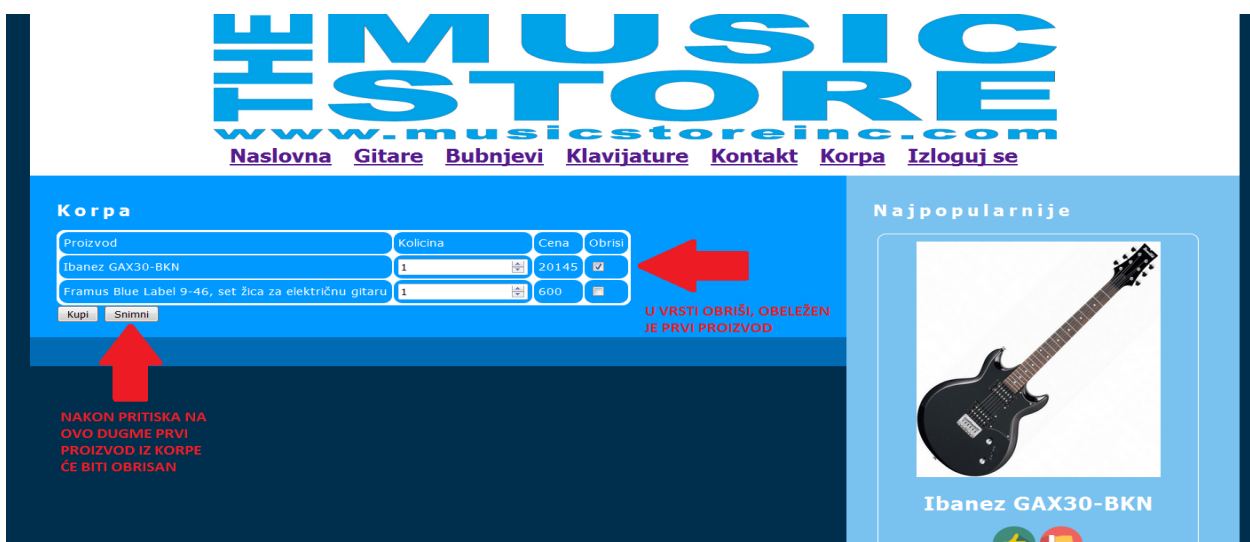 THE MUSIC
STORE
www.musicstoreinc.com
Naslovna Gitare Bubnjevi Klavijature Kontakt Korpa Izloguj se
Korpa
Proizvod Kolicina Cena Obrisi
Ibanez GAX30-BKN 1 20145
Framus Blue Label 9-46, set žica za električnu gitaru 1 600
Kupi Snimni
U VRSTI OBRIŠI, OBELEŽEN
JE PRVI PROIZVOD
NAKON PRITISKA NA
OVO DUGME PRVI
PROIZVOD IZ KORPE
ĆE BITI OBRISAN
Najpopularnije
Ibanez GAX30-BKN